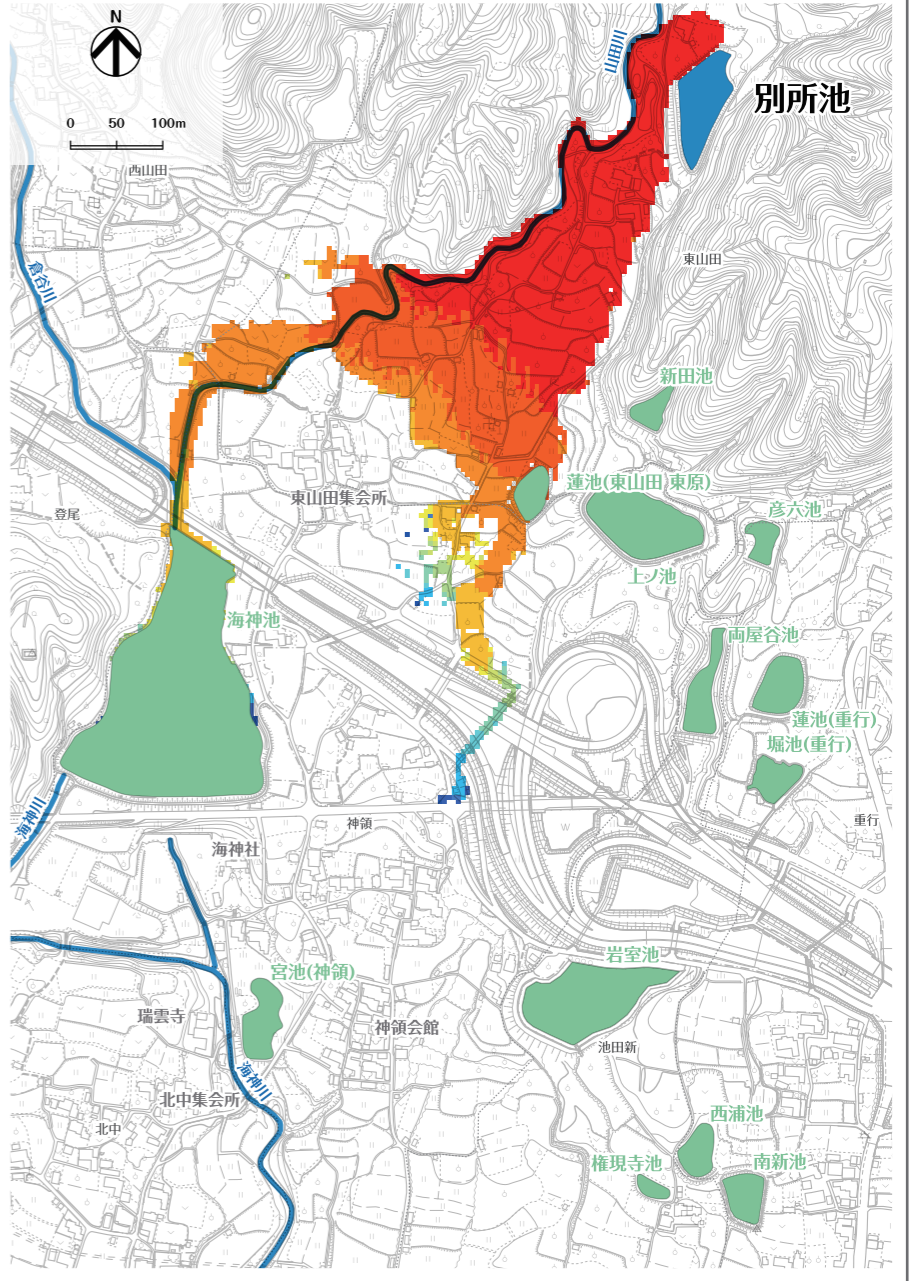 N
0 50 100m
川田川
別所池
西山田
倉谷川
東山田
新田池
蓮池(東山田 東原)
東山田集会所
彦六池
登尾
上ノ池
海神池
両屋谷池
蓮池(重行)
堀池(重行)
海神川
神領
重行
海神社
岩室池
宮池(神領)
瑞雲寺
神領会館
池田新
海神川
北中集会所
北中
西浦池
権現寺池
南新池